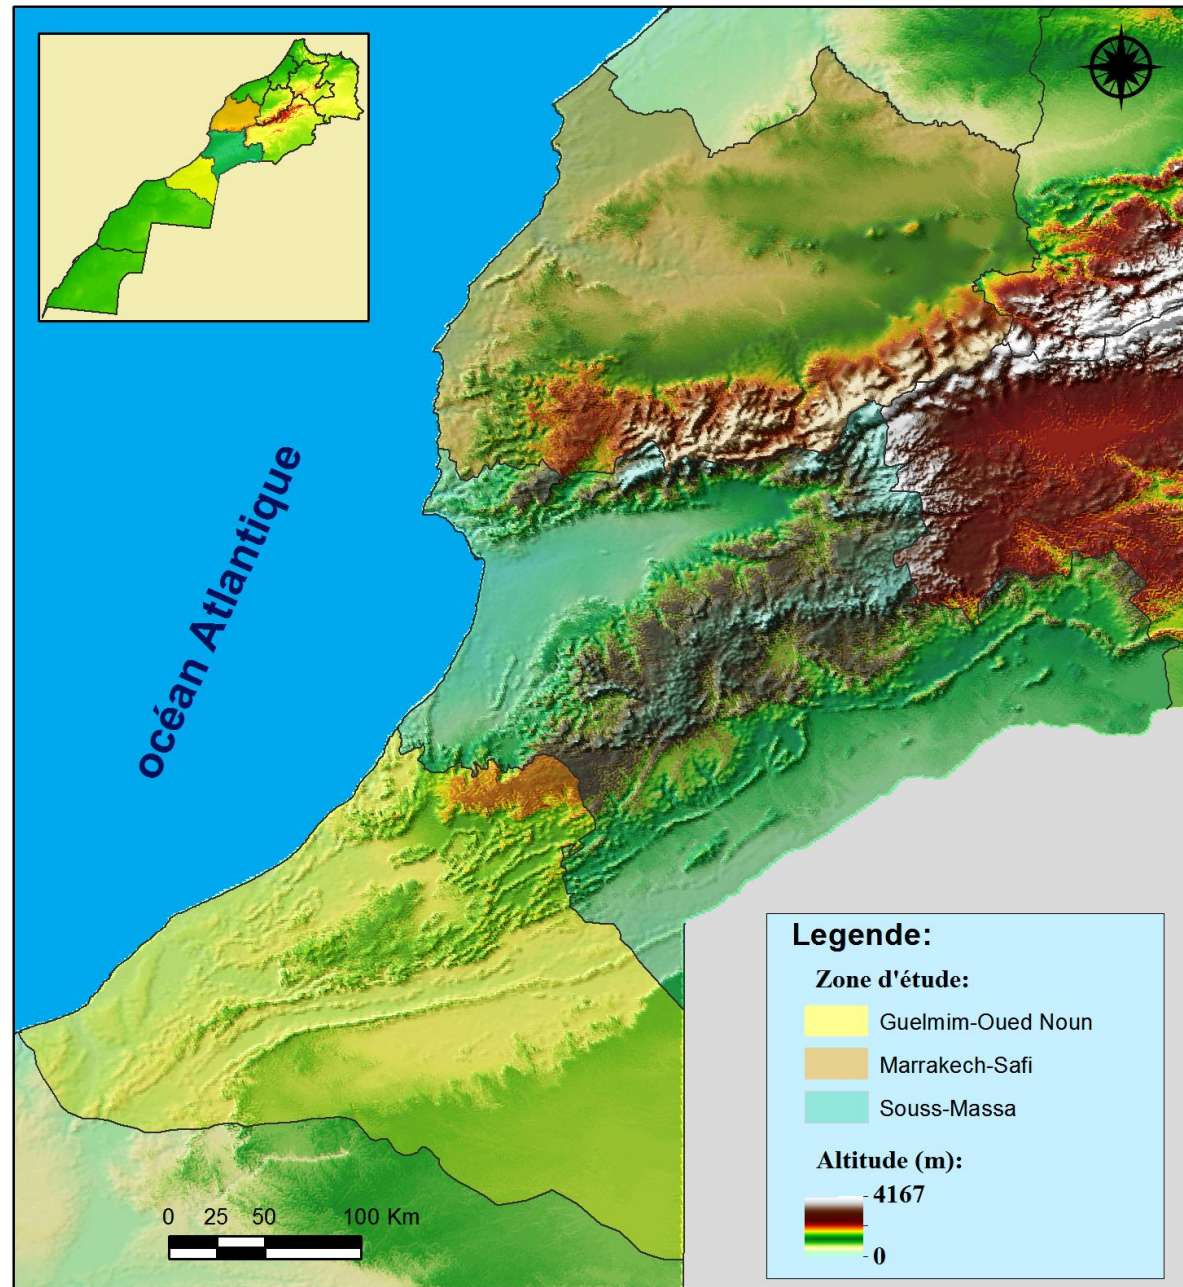 océan Atlantique
Legende:
Zone d'étude:
Guelmim-Oued Noun
Marrakech-Safi
Souss-Massa
Altitude (m):
4167
0
0 25 50 100 Km